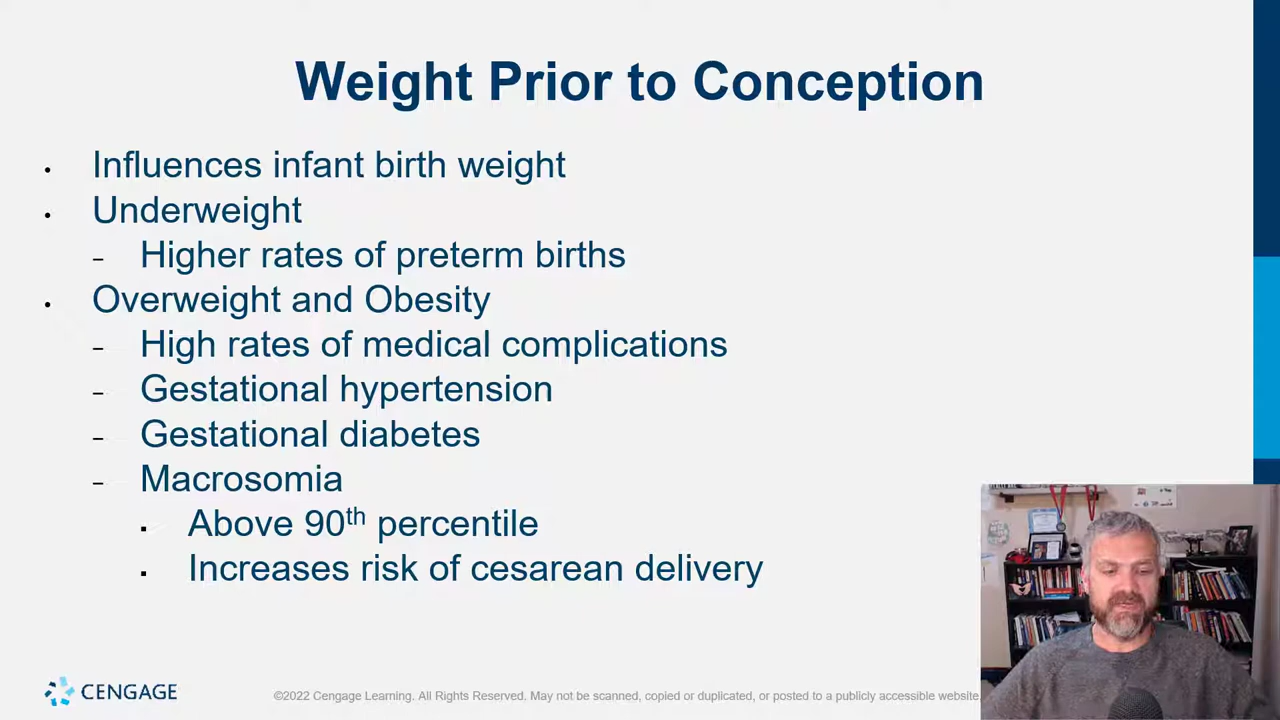 Weight Prior to Conception
• Influences infant birth weight
• Underweight
– Higher rates of preterm births
• Overweight and Obesity
– High rates of medical complications
– Gestational hypertension
– Gestational diabetes
– Macrosomia
▪ Above 90th percentile
▪ Increases risk of cesarean delivery
CENGAGE
©2022 Cengage Learning. All Rights Reserved. May not be scanned, copied or duplicated, or posted to a publicly accessible website